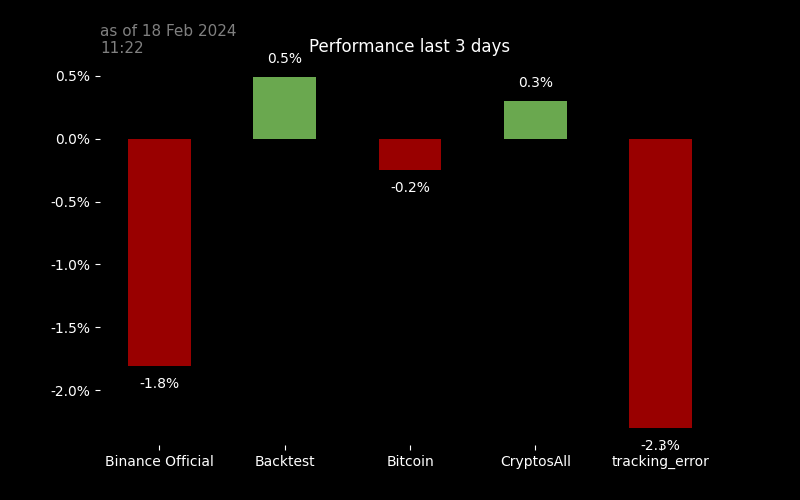 as of 18 Feb 2024
11:22
Performance last 3 days
0.5%
0.3%
0.5%
0.0%
-0.2%
-0.5%
-1.0%
-1.5%
-1.8%
-2.0%
-2.3%
Binance Official
Backtest
Bitcoin
CryptosAll
tracking_error